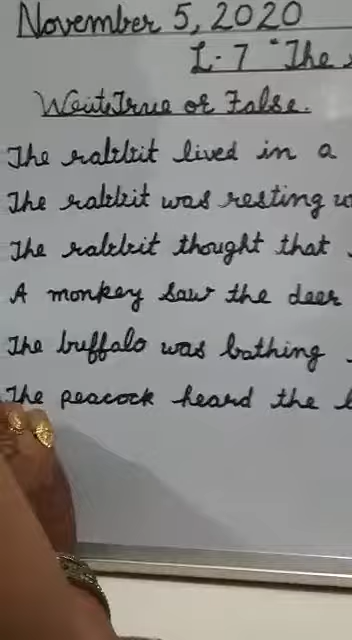 November 5, 2020
L-7 "The
Write True or False.
The rabbit lived in a
The rabbit was resting
The rabbit thought that
A monkey saw the deer
The buffalo was bathing
The peacock heard the